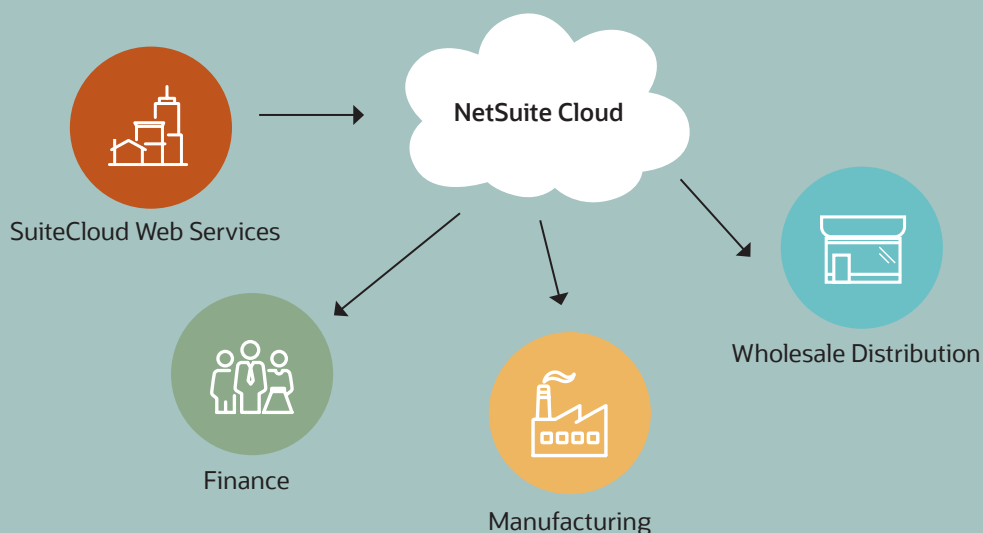 NetSuite Cloud
SuiteCloud Web Services
Wholesale Distribution
Finance
Manufacturing